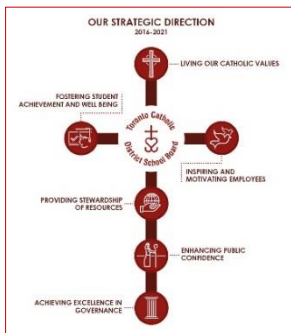 OUR STRATEGIC DIRECTION
2016-2021
LIVING OUR CATHOLIC VALUES
FOSTERING STUDENT
ACHIEVEMENT AND WELL BEING
Toronto Catholic
District School Board
INSPIRING AND
MOTIVATING EMPLOYEES
PROVIDING STEWARDSHIP
OF RESOURCES
ENHANCING PUBLIC
CONFIDENCE
ACHIEVING EXCELLENCE IN
GOVERNANCE